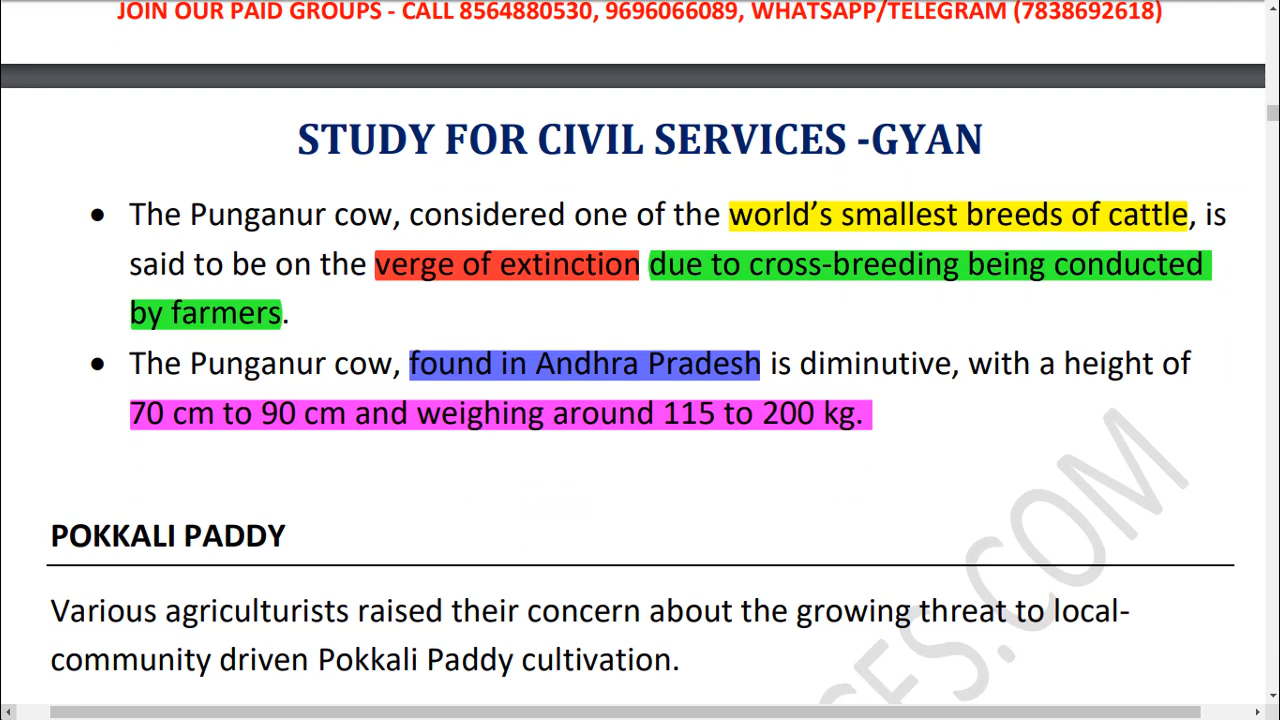 JOIN OUR PAID GROUPS - CALL 8564880530, 9696066089, WHATSAPP/TELEGRAM (7838692618)
STUDY FOR CIVIL SERVICES -GYAN
• The Punganur cow, considered one of the world’s smallest breeds of cattle, is
said to be on the verge of extinction due to cross-breeding being conducted
by farmers.
• The Punganur cow, found in Andhra Pradesh is diminutive, with a height of
70 cm to 90 cm and weighing around 115 to 200 kg.
POKKALI PADDY
Various agriculturists raised their concern about the growing threat to local-
community driven Pokkali Paddy cultivation.
ES.COM